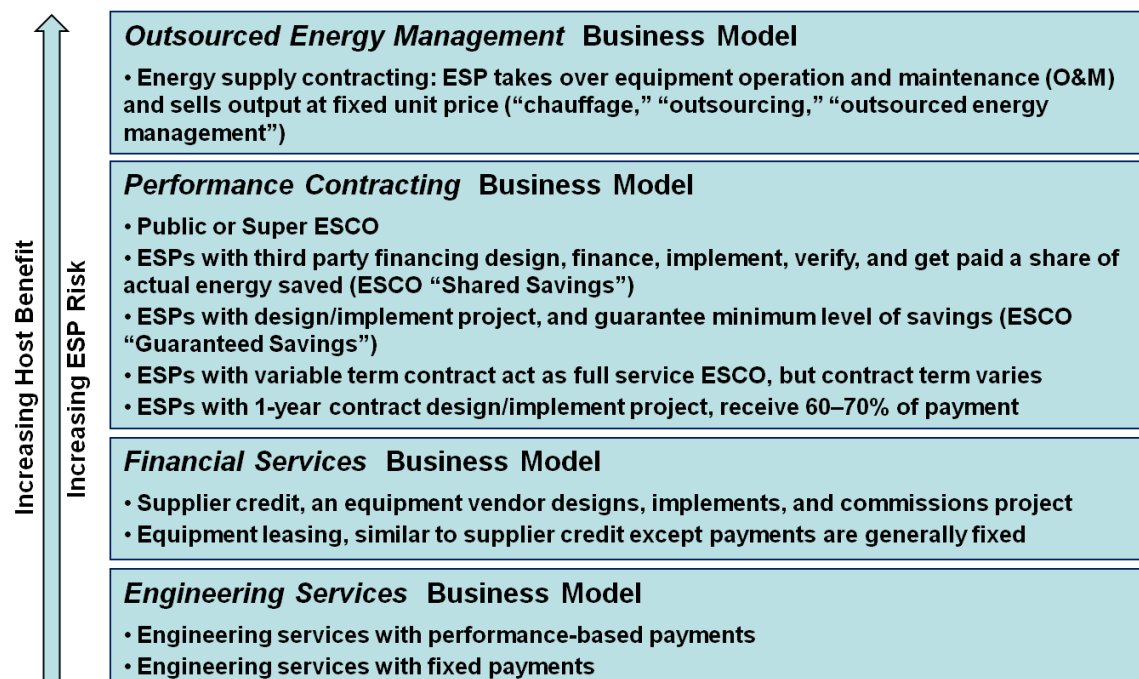 Increasing Host Benefit
Increasing ESP Risk
Outsourced Energy Management Business Model
• Energy supply contracting: ESP takes over equipment operation and maintenance (O&M)
and sells output at fixed unit price (“chauffage,” “outsourcing,” “outsourced energy
management”)
Performance Contracting Business Model
• Public or Super ESCO
• ESPs with third party financing design, finance, implement, verify, and get paid a share of
actual energy saved (ESCO “Shared Savings”)
• ESPs with design/implement project, and guarantee minimum level of savings (ESCO
“Guaranteed Savings”)
• ESPs with variable term contract act as full service ESCO, but contract term varies
• ESPs with 1-year contract design/implement project, receive 60–70% of payment
Financial Services Business Model
• Supplier credit, an equipment vendor designs, implements, and commissions project
• Equipment leasing, similar to supplier credit except payments are generally fixed
Engineering Services Business Model
• Engineering services with performance-based payments
• Engineering services with fixed payments